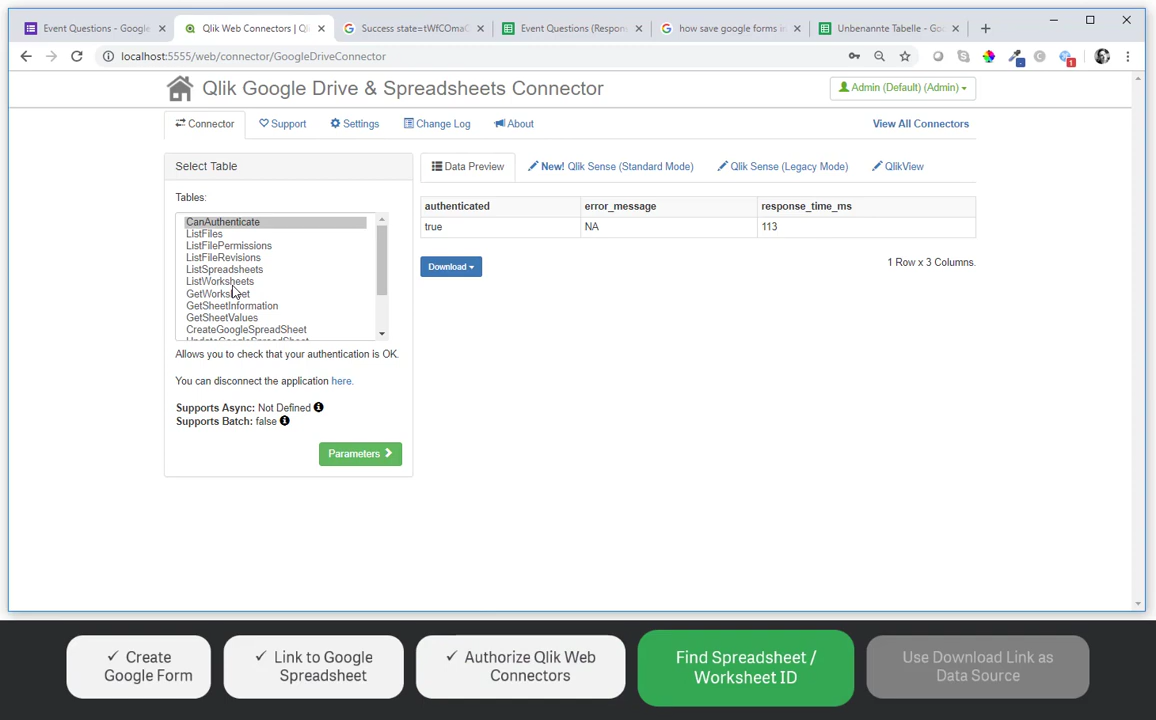 Event Questions - Google
Qlik Web Connectors | Ql
Success state=tWfCOma
Event Questions (Respon
how save google forms in
Unbenannte Tabelle - Goo
localhost:5555/web/connector/GoogleDriveConnector
Qlik Google Drive & Spreadsheets Connector
Admin (Default) (Admin)
Connector
Support
Settings
Change Log
About
View All Connectors
Select Table
Data Preview
New! Qlik Sense (Standard Mode)
Qlik Sense (Legacy Mode)
QlikView
Tables:
CanAuthenticate
ListFiles
ListFilePermissions
ListFileRevisions
ListSpreadsheets
ListWorksheets
GetWorksheet
GetSheetInformation
GetSheetValues
CreateGoogleSpreadSheet
UpdateGoogleSpreadSheet
authenticated error_message response_time_ms
true NA 113
Download
1 Row x 3 Columns.
Allows you to check that your authentication is OK.
You can disconnect the application here.
Supports Async: Not Defined
Supports Batch: false
Parameters
✓ Create
Google Form
✓ Link to Google
Spreadsheet
✓ Authorize Qlik Web
Connectors
Find Spreadsheet /
Worksheet ID
Use Download Link as
Data Source